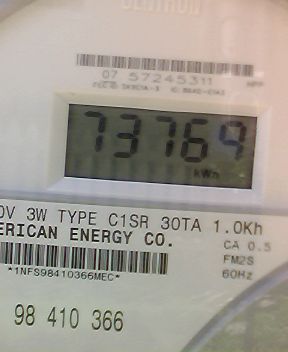 CENTRON
07 57245311
73769
kWh
0V 3W TYPE C1SR 30TA 1.0Kh
ERICAN ENERGY CO.
CA 0.5
FM2S
*1NFS98410366MEC*
60Hz
98 410 366